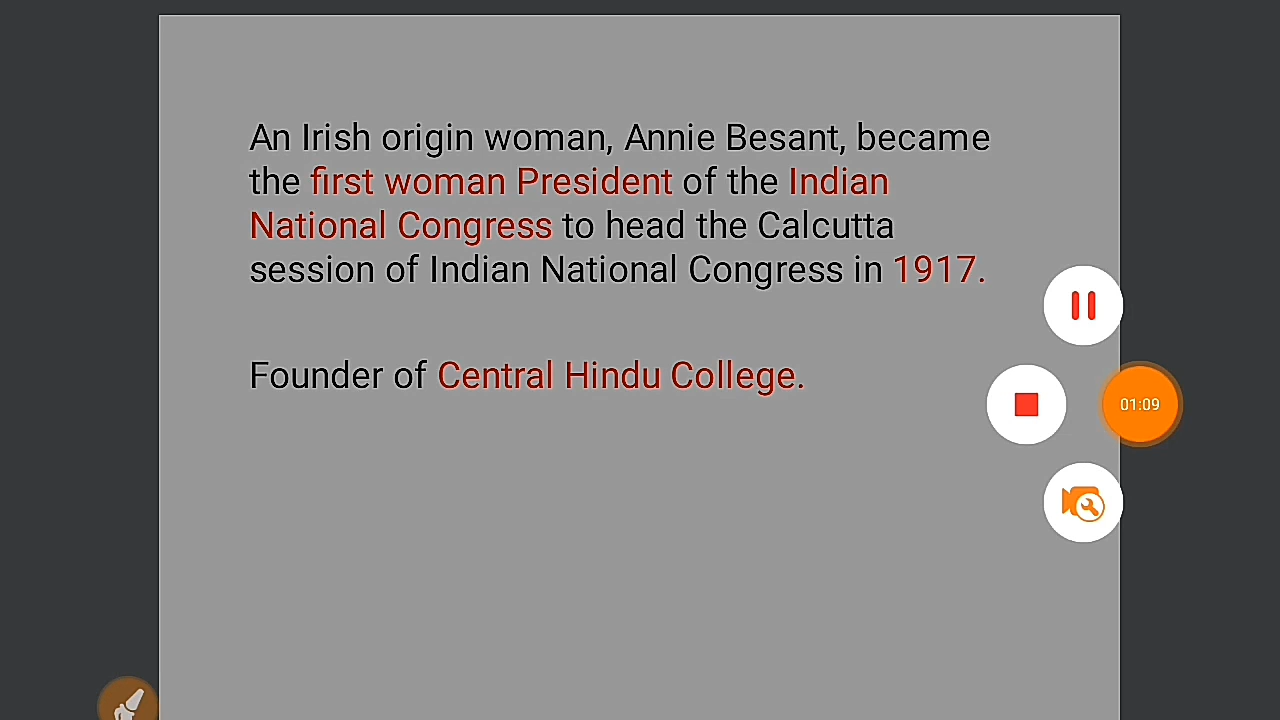 An Irish origin woman, Annie Besant, became
the first woman President of the Indian
National Congress to head the Calcutta
session of Indian National Congress in 1917.
Founder of Central Hindu College.
01:09